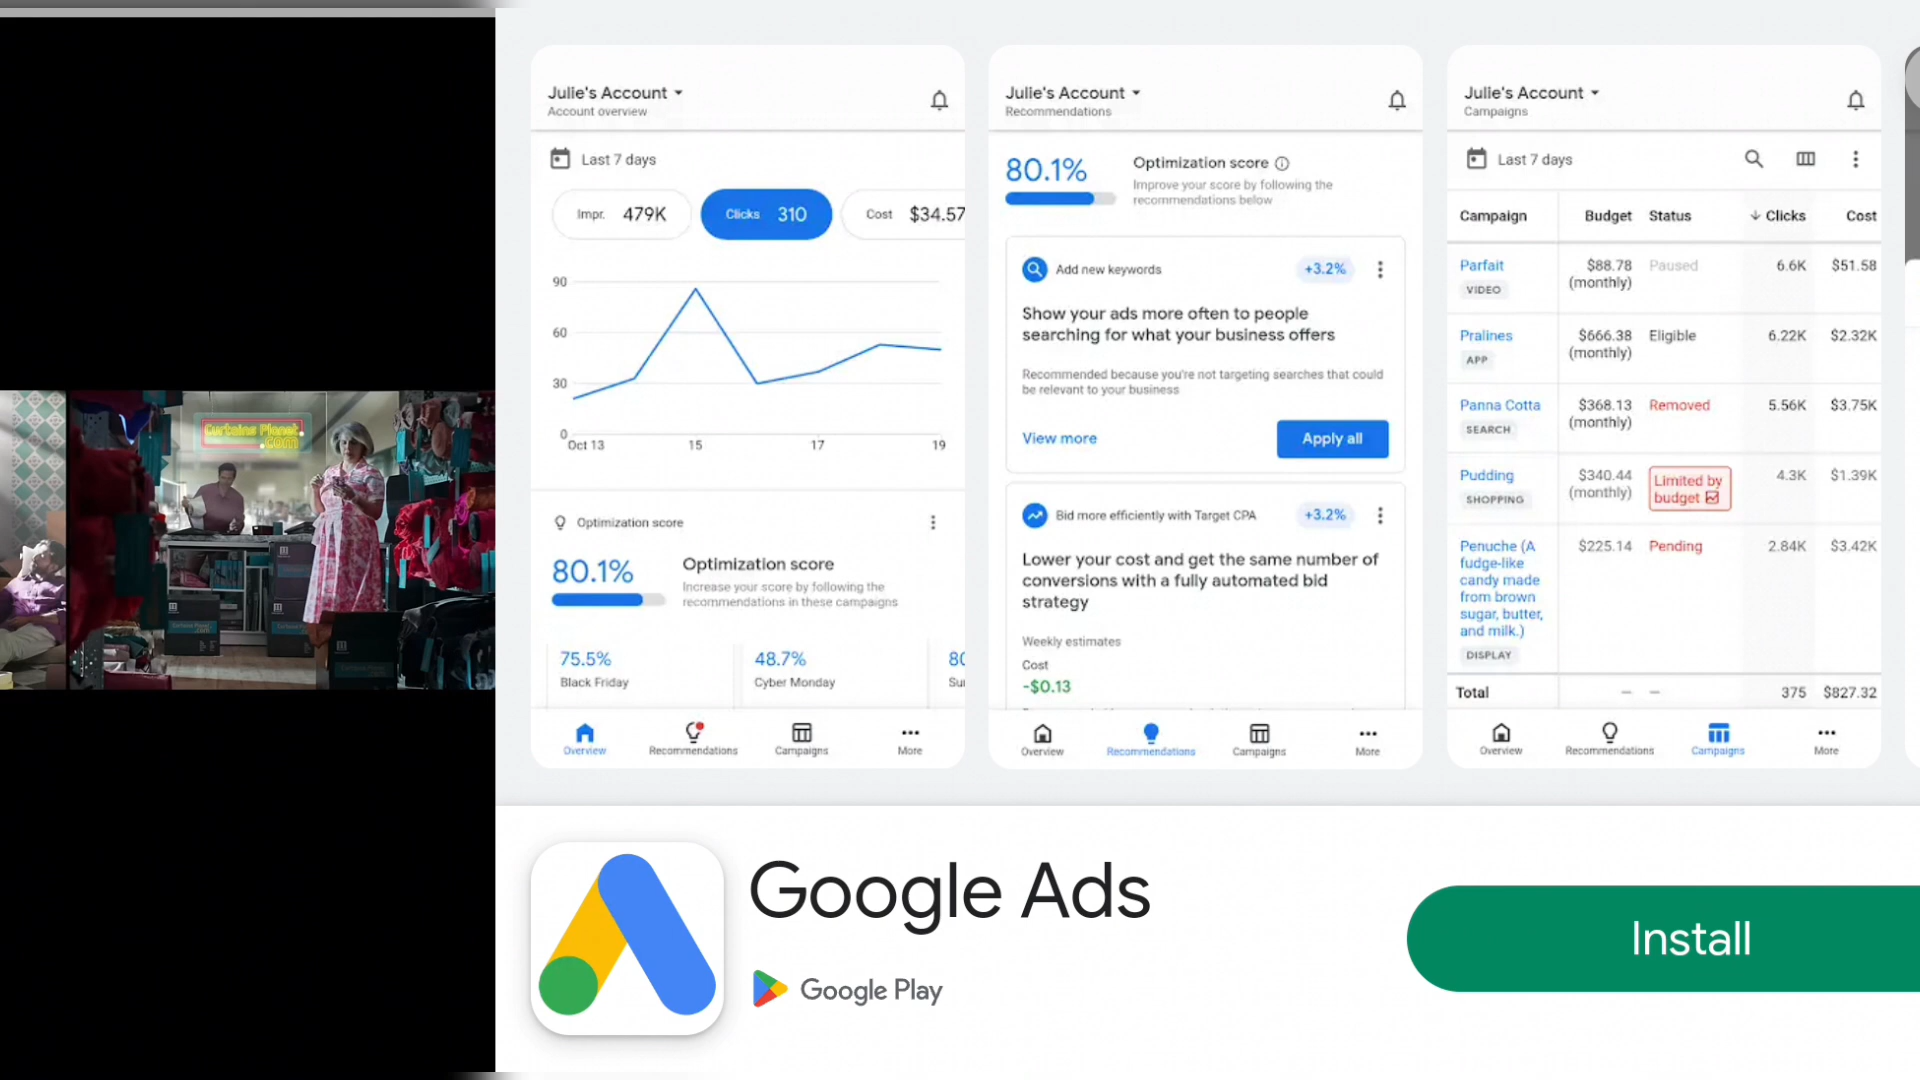 Curtains Planet
.com
Julie's Account
Account overview
Last 7 days
Impr. 479K
Clicks 310
Cost $34.57
90
60
30
0
Oct 13 15 17 19
Optimization score
80.1%
Optimization score
Increase your score by following the
recommendations in these campaigns
75.5%
Black Friday
48.7%
Cyber Monday
Overview
Recommendations
Campaigns
More
Julie's Account
Recommendations
80.1%
Optimization score
Improve your score by following the
recommendations below
Add new keywords
+3.2%
Show your ads more often to people
searching for what your business offers
Recommended because you're not targeting searches that could
be relevant to your business
View more
Apply all
Bid more efficiently with Target CPA
+3.2%
Lower your cost and get the same number of
conversions with a fully automated bid
strategy
Weekly estimates
Cost
-$0.13
Overview
Recommendations
Campaigns
More
Julie's Account
Campaigns
Last 7 days
Campaign Budget Status Clicks Cost
Parfait $88.78 Paused 6.6K $51.58
(monthly)
VIDEO
Pralines $666.38 Eligible 6.22K $2.32K
(monthly)
APP
Panna Cotta $368.13 Removed 5.56K $3.75K
(monthly)
SEARCH
Pudding $340.44 Limited by 4.3K $1.39K
(monthly) budget
SHOPPING
Penuche (A $225.14 Pending 2.84K $3.42K
fudge-like
candy made
from brown
sugar, butter,
and milk.)
DISPLAY
Total – – 375 $827.32
Overview
Recommendations
Campaigns
More
Google Ads
Google Play
Install